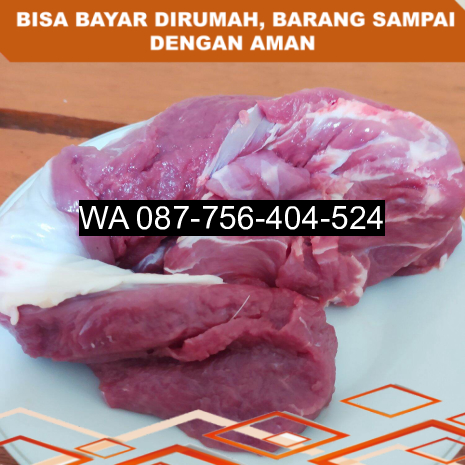 BISA BAYAR DIRUMAH, BARANG SAMPAI
DENGAN AMAN
WA 087-756-404-524